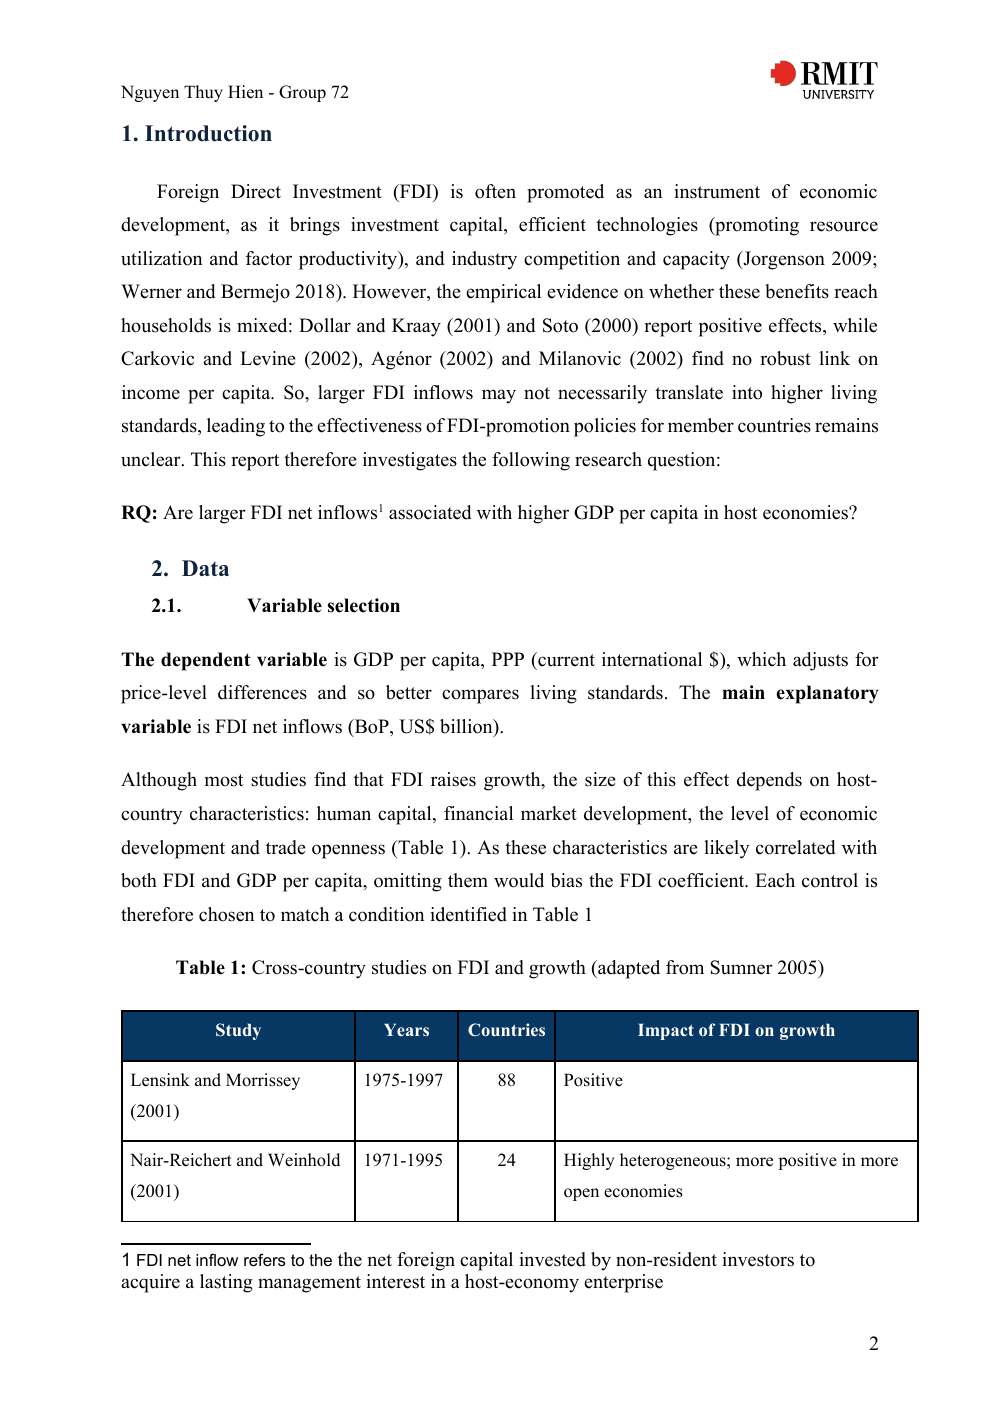 Nguyen Thuy Hien - Group 72
RMIT
UNIVERSITY
1. Introduction
Foreign Direct Investment (FDI) is often promoted as an instrument of economic
development, as it brings investment capital, efficient technologies (promoting resource
utilization and factor productivity), and industry competition and capacity (Jorgenson 2009;
Werner and Bermejo 2018). However, the empirical evidence on whether these benefits reach
households is mixed: Dollar and Kraay (2001) and Soto (2000) report positive effects, while
Carkovic and Levine (2002), Agénor (2002) and Milanovic (2002) find no robust link on
income per capita. So, larger FDI inflows may not necessarily translate into higher living
standards, leading to the effectiveness of FDI-promotion policies for member countries remains
unclear. This report therefore investigates the following research question:
RQ: Are larger FDI net inflows¹ associated with higher GDP per capita in host economies?
2. Data
2.1. Variable selection
The dependent variable is GDP per capita, PPP (current international $), which adjusts for
price-level differences and so better compares living standards. The main explanatory
variable is FDI net inflows (BoP, US$ billion).
Although most studies find that FDI raises growth, the size of this effect depends on host-
country characteristics: human capital, financial market development, the level of economic
development and trade openness (Table 1). As these characteristics are likely correlated with
both FDI and GDP per capita, omitting them would bias the FDI coefficient. Each control is
therefore chosen to match a condition identified in Table 1
Table 1: Cross-country studies on FDI and growth (adapted from Sumner 2005)
Study Years Countries Impact of FDI on growth
Lensink and Morrissey 1975-1997 88 Positive
(2001)
Nair-Reichert and Weinhold 1971-1995 24 Highly heterogeneous; more positive in more
(2001) open economies
1 FDI net inflow refers to the the net foreign capital invested by non-resident investors to
acquire a lasting management interest in a host-economy enterprise
2